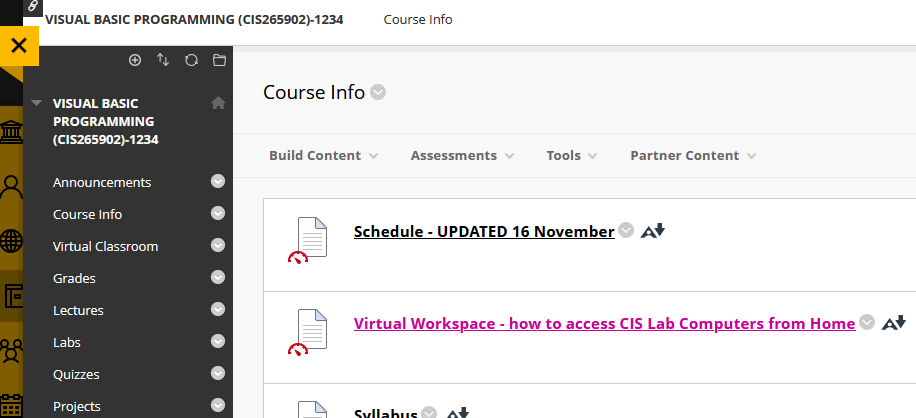 VISUAL BASIC PROGRAMMING (CIS265902)-1234 Course Info
VISUAL BASIC
PROGRAMMING
(CIS265902)-1234
Announcements
Course Info
Virtual Classroom
Grades
Lectures
Labs
Quizzes
Projects
Course Info
Build Content Assessments Tools Partner Content
Schedule - UPDATED 16 November
Virtual Workspace - how to access CIS Lab Computers from Home
Syllabus